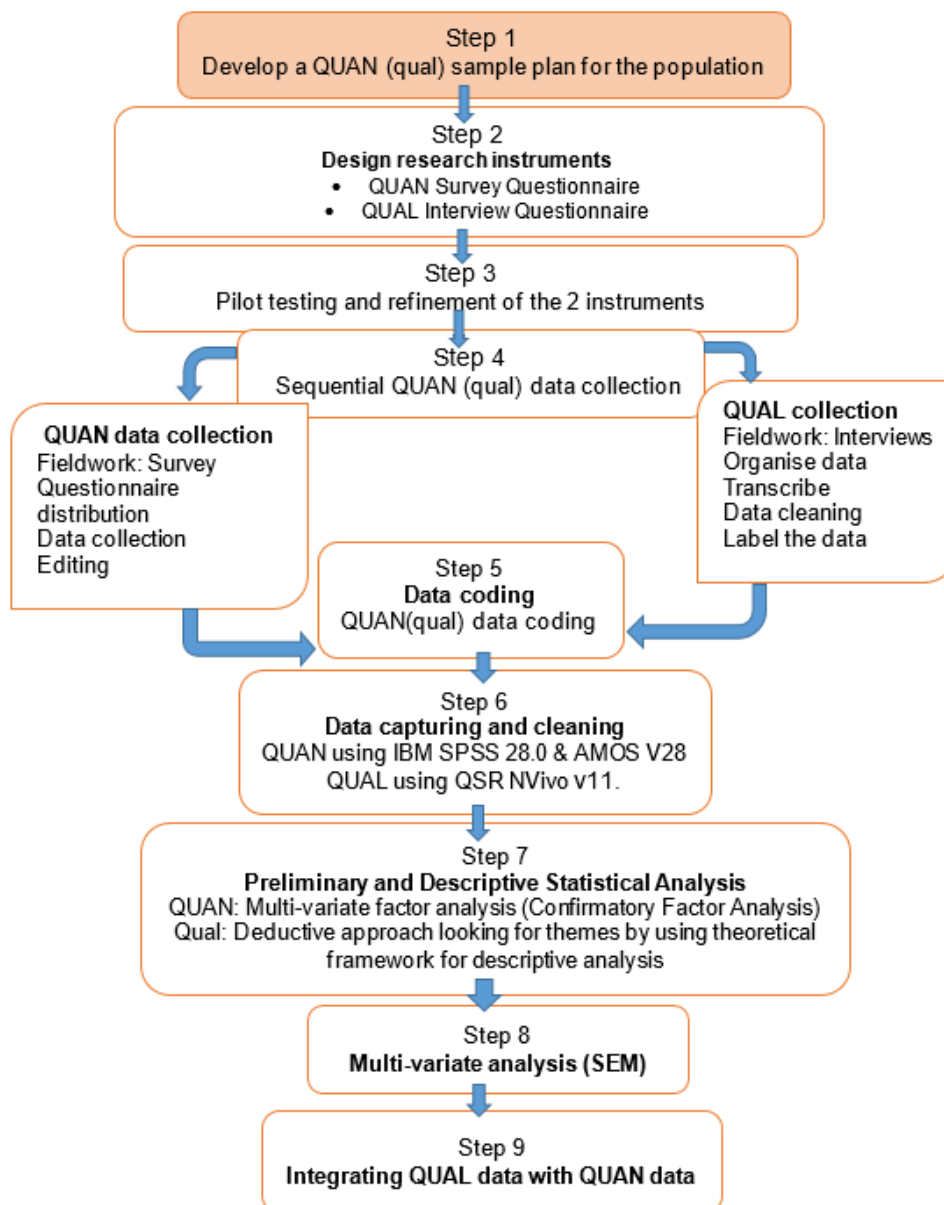 Step 1
Develop a QUAN (qual) sample plan for the population
Step 2
Design research instruments
• QUAN Survey Questionnaire
• QUAL Interview Questionnaire
Step 3
Pilot testing and refinement of the 2 instruments
Step 4
Sequential QUAN (qual) data collection
QUAN data collection
Fieldwork: Survey
Questionnaire
distribution
Data collection
Editing
QUAL collection
Fieldwork: Interviews
Organise data
Transcribe
Data cleaning
Label the data
Step 5
Data coding
QUAN(qual) data coding
Step 6
Data capturing and cleaning
QUAN using IBM SPSS 28.0 & AMOS V28
QUAL using QSR NVivo v11.
Step 7
Preliminary and Descriptive Statistical Analysis
QUAN: Multi-variate factor analysis (Confirmatory Factor Analysis)
Qual: Deductive approach looking for themes by using theoretical
framework for descriptive analysis
Step 8
Multi-variate analysis (SEM)
Step 9
Integrating QUAL data with QUAN data